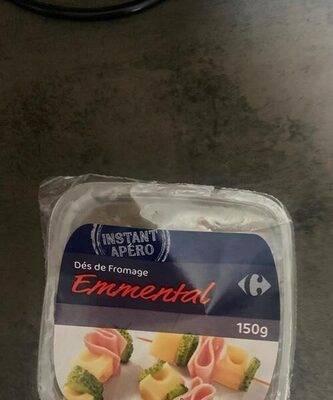 INSTANT
APÉRO
Dés de Fromage
Emmental
150g